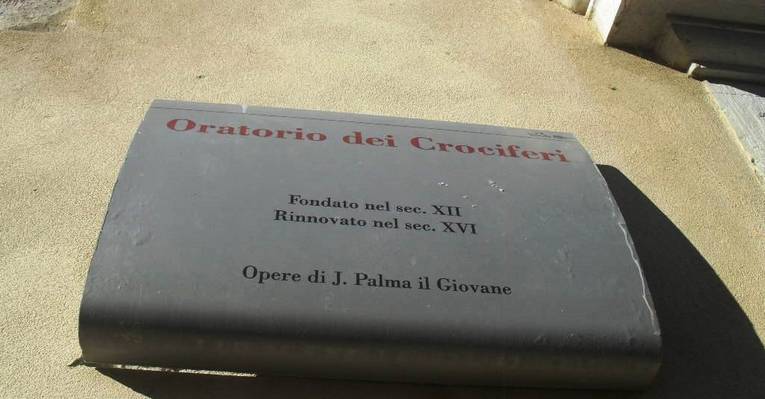 Oratorio dei Crociferi
Fondato nel sec. XII
Rinnovato nel sec. XVI
Opere di J. Palma il Giovane